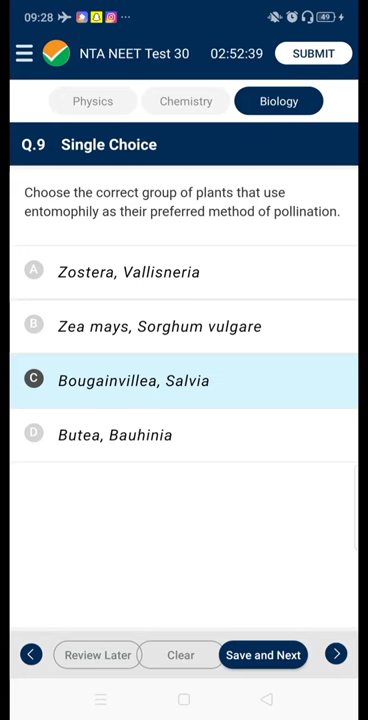 09:28 ... 49
NTA NEET Test 30 02:52:39 SUBMIT
Physics Chemistry Biology
Q.9 Single Choice
Choose the correct group of plants that use
entomophily as their preferred method of pollination.
A Zostera, Vallisneria
B Zea mays, Sorghum vulgare
C Bougainvillea, Salvia
D Butea, Bauhinia
Review Later Clear Save and Next